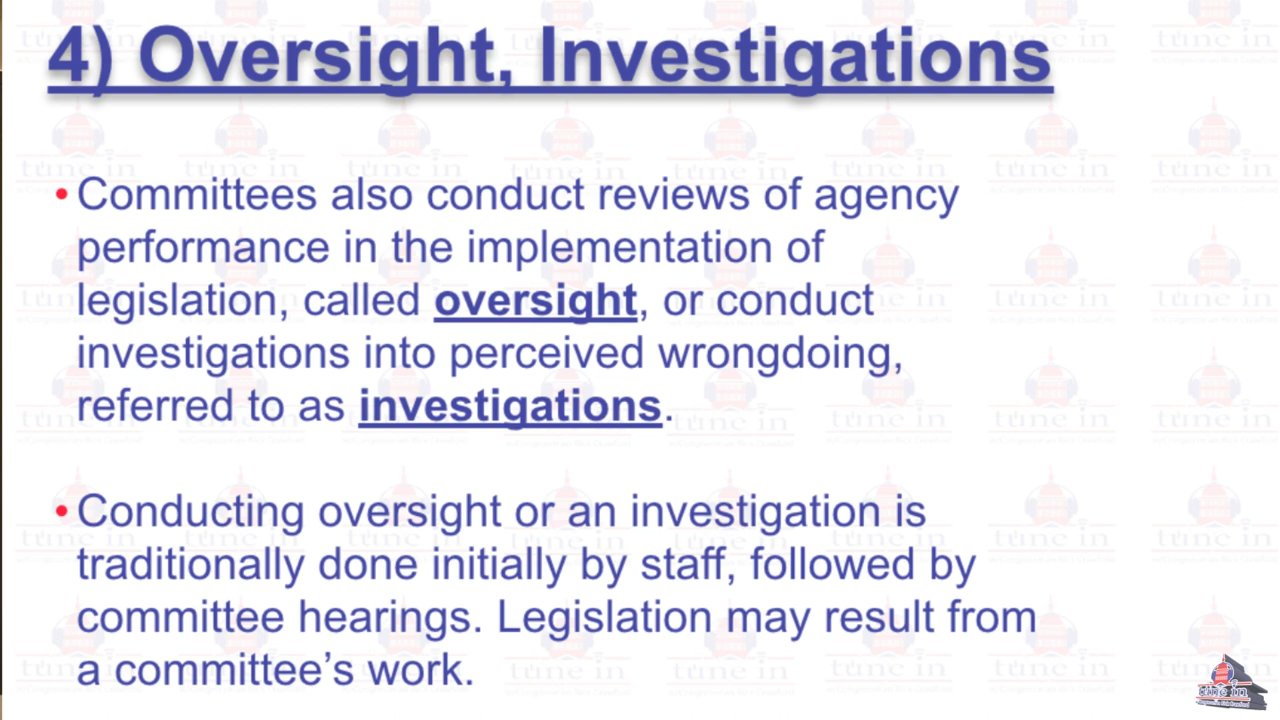 4) Oversight, Investigations
• Committees also conduct reviews of agency
performance in the implementation of
legislation, called oversight, or conduct
investigations into perceived wrongdoing,
referred to as investigations.
• Conducting oversight or an investigation is
traditionally done initially by staff, followed by
committee hearings. Legislation may result from
a committee’s work.
tune in